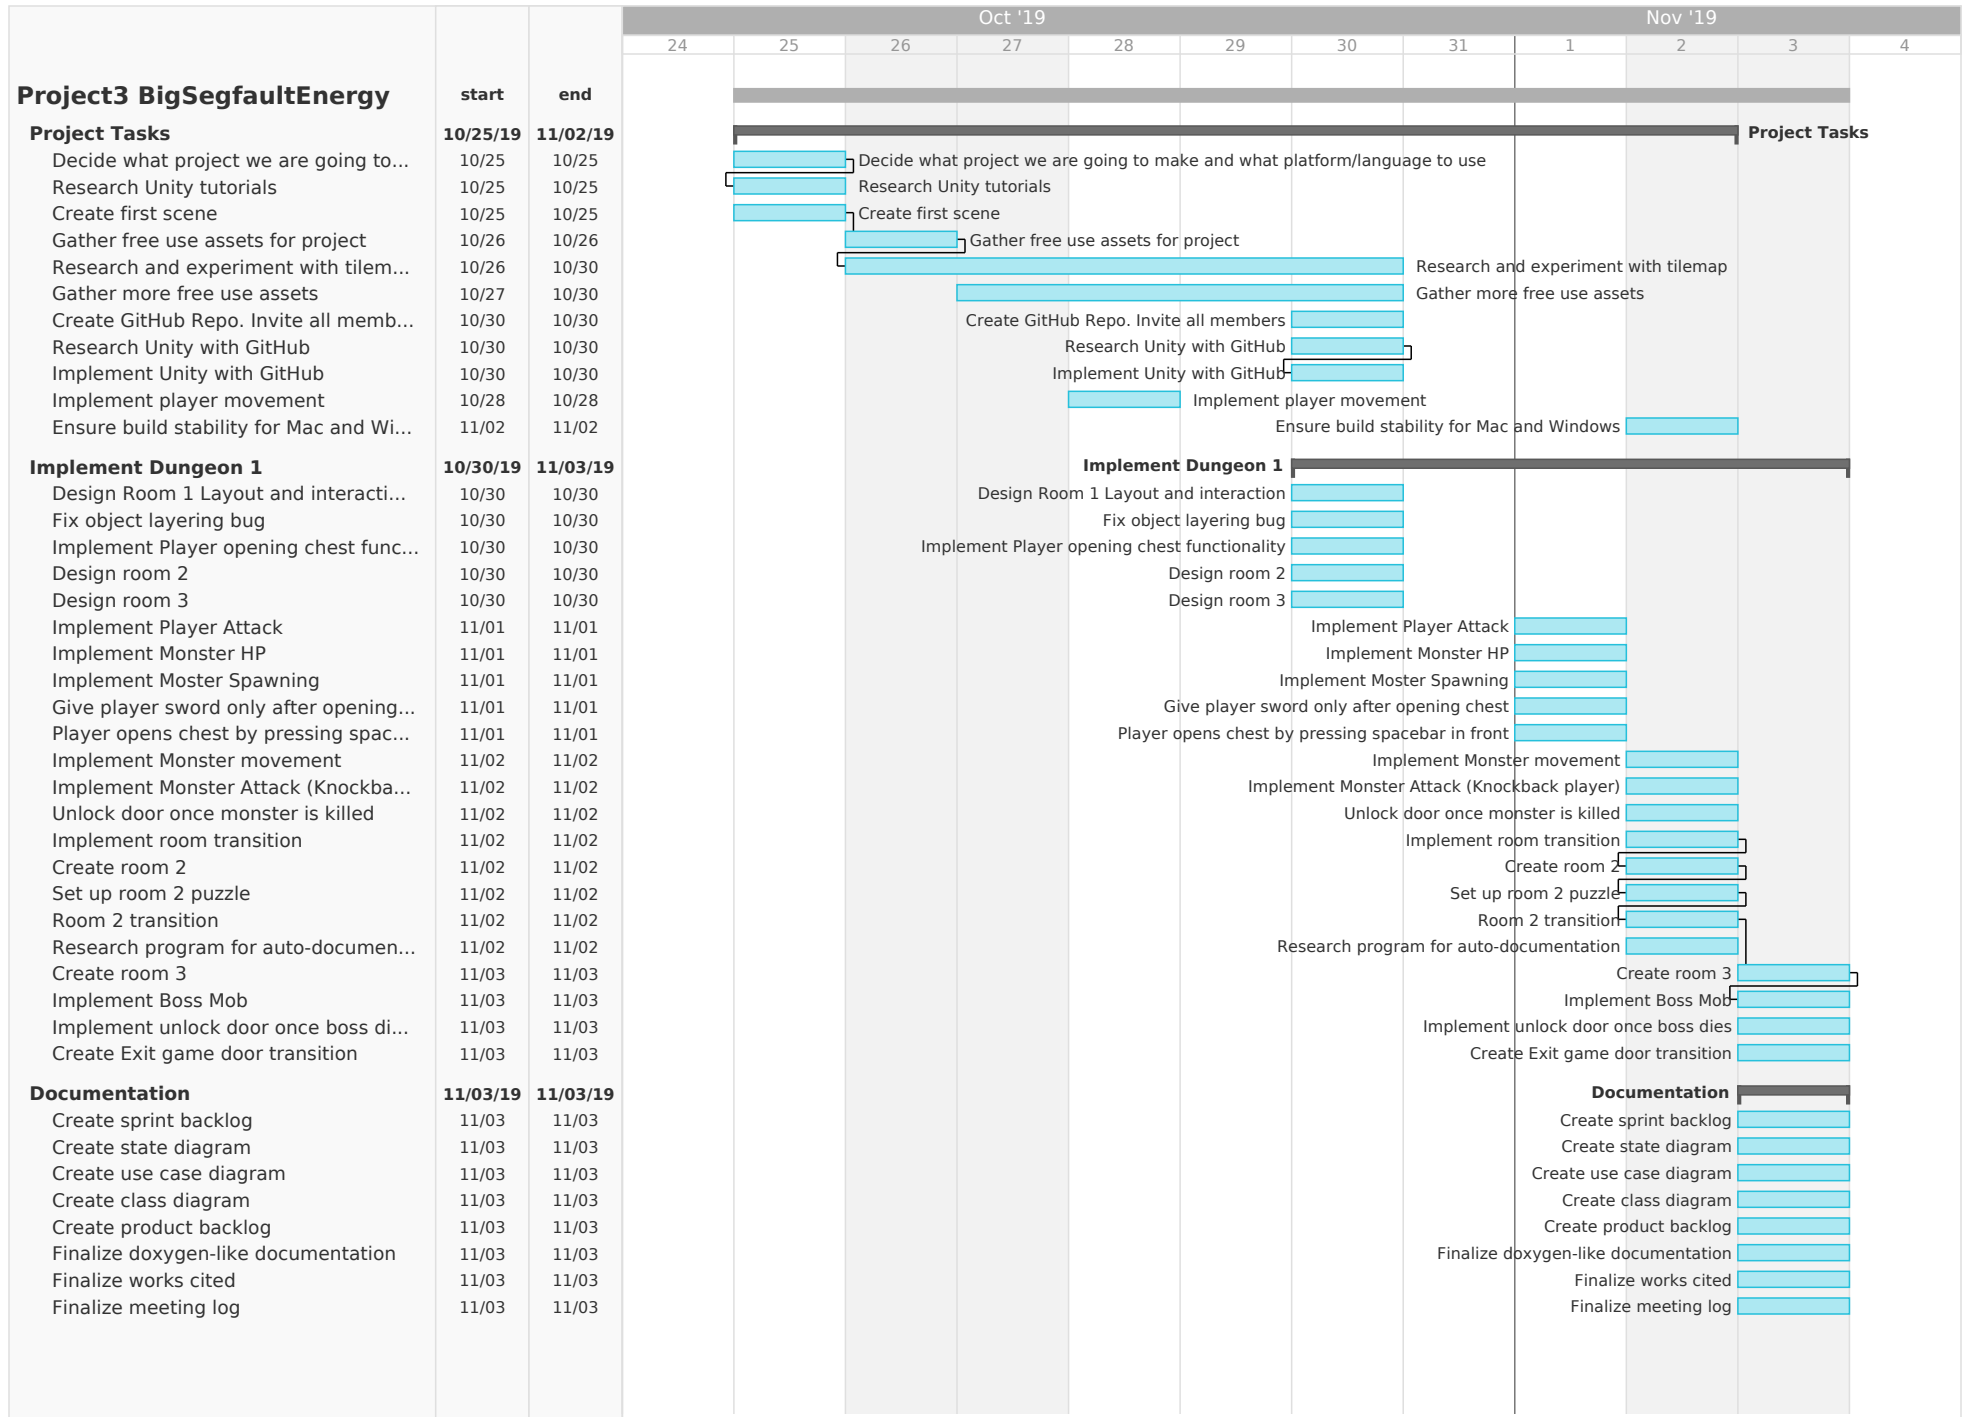 Oct '19 Nov '19
24 25 26 27 28 29 30 31 1 2 3 4
Project3 BigSegfaultEnergy start end
Project Tasks 10/25/19 11/02/19 Project Tasks
Decide what project we are going to... 10/25 10/25 Decide what project we are going to make and what platform/language to use
Research Unity tutorials 10/25 10/25 Research Unity tutorials
Create first scene 10/25 10/25 Create first scene
Gather free use assets for project 10/26 10/26 Gather free use assets for project
Research and experiment with tilem... 10/26 10/30 Research and experiment with tilemap
Gather more free use assets 10/27 10/30 Gather more free use assets
Create GitHub Repo. Invite all memb... 10/30 10/30 Create GitHub Repo. Invite all members
Research Unity with GitHub 10/30 10/30 Research Unity with GitHub
Implement Unity with GitHub 10/30 10/30 Implement Unity with GitHub
Implement player movement 10/28 10/28 Implement player movement
Ensure build stability for Mac and Wi... 11/02 11/02 Ensure build stability for Mac and Windows
Implement Dungeon 1 10/30/19 11/03/19 Implement Dungeon 1
Design Room 1 Layout and interacti... 10/30 10/30 Design Room 1 Layout and interaction
Fix object layering bug 10/30 10/30 Fix object layering bug
Implement Player opening chest func... 10/30 10/30 Implement Player opening chest functionality
Design room 2 10/30 10/30 Design room 2
Design room 3 10/30 10/30 Design room 3
Implement Player Attack 11/01 11/01 Implement Player Attack
Implement Monster HP 11/01 11/01 Implement Monster HP
Implement Moster Spawning 11/01 11/01 Implement Moster Spawning
Give player sword only after opening... 11/01 11/01 Give player sword only after opening chest
Player opens chest by pressing spac... 11/01 11/01 Player opens chest by pressing spacebar in front
Implement Monster movement 11/02 11/02 Implement Monster movement
Implement Monster Attack (Knockba... 11/02 11/02 Implement Monster Attack (Knockback player)
Unlock door once monster is killed 11/02 11/02 Unlock door once monster is killed
Implement room transition 11/02 11/02 Implement room transition
Create room 2 11/02 11/02 Create room 2
Set up room 2 puzzle 11/02 11/02 Set up room 2 puzzle
Room 2 transition 11/02 11/02 Room 2 transition
Research program for auto-documen... 11/02 11/02 Research program for auto-documentation
Create room 3 11/03 11/03 Create room 3
Implement Boss Mob 11/03 11/03 Implement Boss Mob
Implement unlock door once boss di... 11/03 11/03 Implement unlock door once boss dies
Create Exit game door transition 11/03 11/03 Create Exit game door transition
Documentation 11/03/19 11/03/19 Documentation
Create sprint backlog 11/03 11/03 Create sprint backlog
Create state diagram 11/03 11/03 Create state diagram
Create use case diagram 11/03 11/03 Create use case diagram
Create class diagram 11/03 11/03 Create class diagram
Create product backlog 11/03 11/03 Create product backlog
Finalize doxygen-like documentation 11/03 11/03 Finalize doxygen-like documentation
Finalize works cited 11/03 11/03 Finalize works cited
Finalize meeting log 11/03 11/03 Finalize meeting log